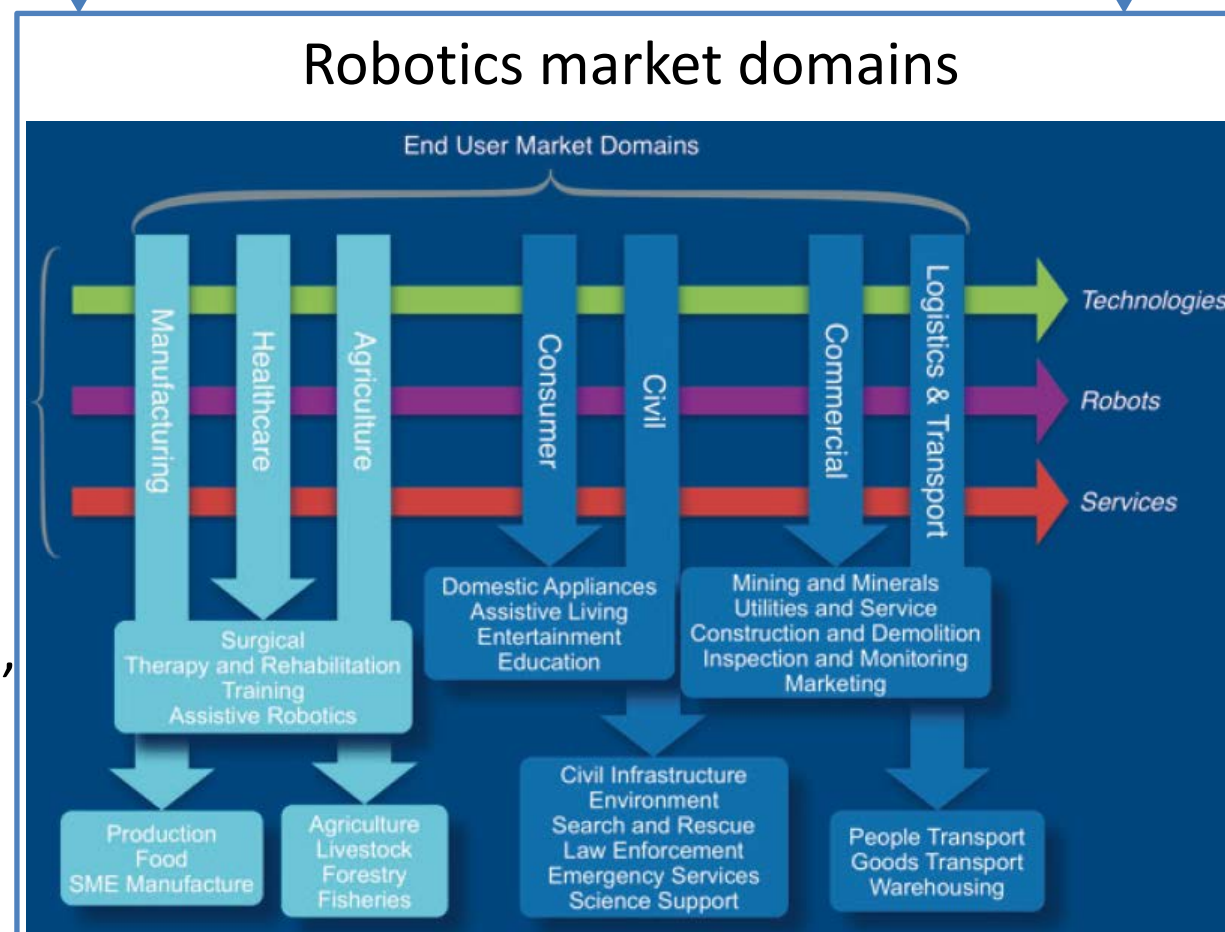 Robotics market domains
End User Market Domains
Technologies
Robots
Services
Manufacturing
Healthcare
Agriculture
Consumer
Civil
Commercial
Logistics & Transport
Surgical
Therapy and Rehabilitation
Training
Assistive Robotics
Domestic Appliances
Assistive Living
Entertainment
Education
Mining and Minerals
Utilities and Service
Construction and Demolition
Inspection and Monitoring
Marketing
Production
Food
SME Manufacture
Agriculture
Livestock
Forestry
Fisheries
Civil Infrastructure
Environment
Search and Rescue
Law Enforcement
Emergency Services
Science Support
People Transport
Goods Transport
Warehousing
,